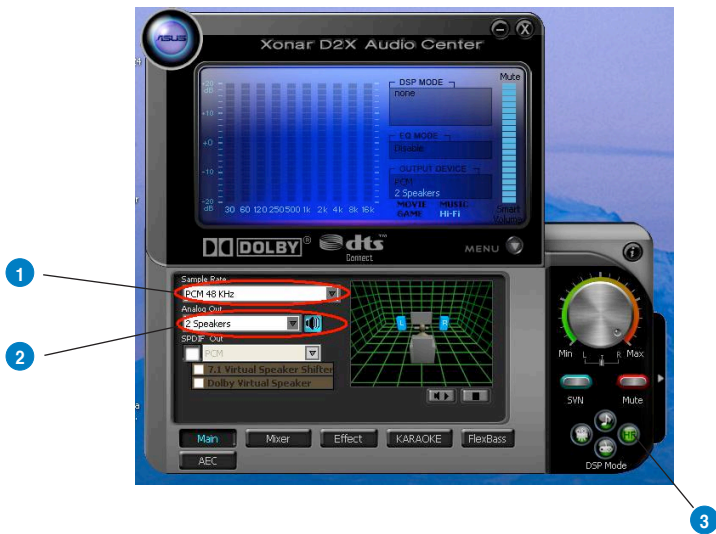 ASUS
Xonar D2X Audio Center
+20
dB
+10
+0
-10
-20
dB
30 60 120 250 500 1k 2k 4k 8k 16k
DSP MODE
none
EQ MODE
Disable
OUTPUT DEVICE
PCM
2 Speakers
MOVIE MUSIC
GAME Hi-Fi
Mute
Smart
Volume
DOLBY®
dts™
Connect
MENU
Sample Rate
PCM 48 KHz
Analog Out
2 Speakers
SPDIF Out
PCM
7.1 Virtual Speaker Shifter
Dolby Virtual Speaker
L R
i
Min L T R Max
SVN Mute
HF
DSP Mode
Main Mixer Effect KARAOKE FlexBass
AEC
1
2
3